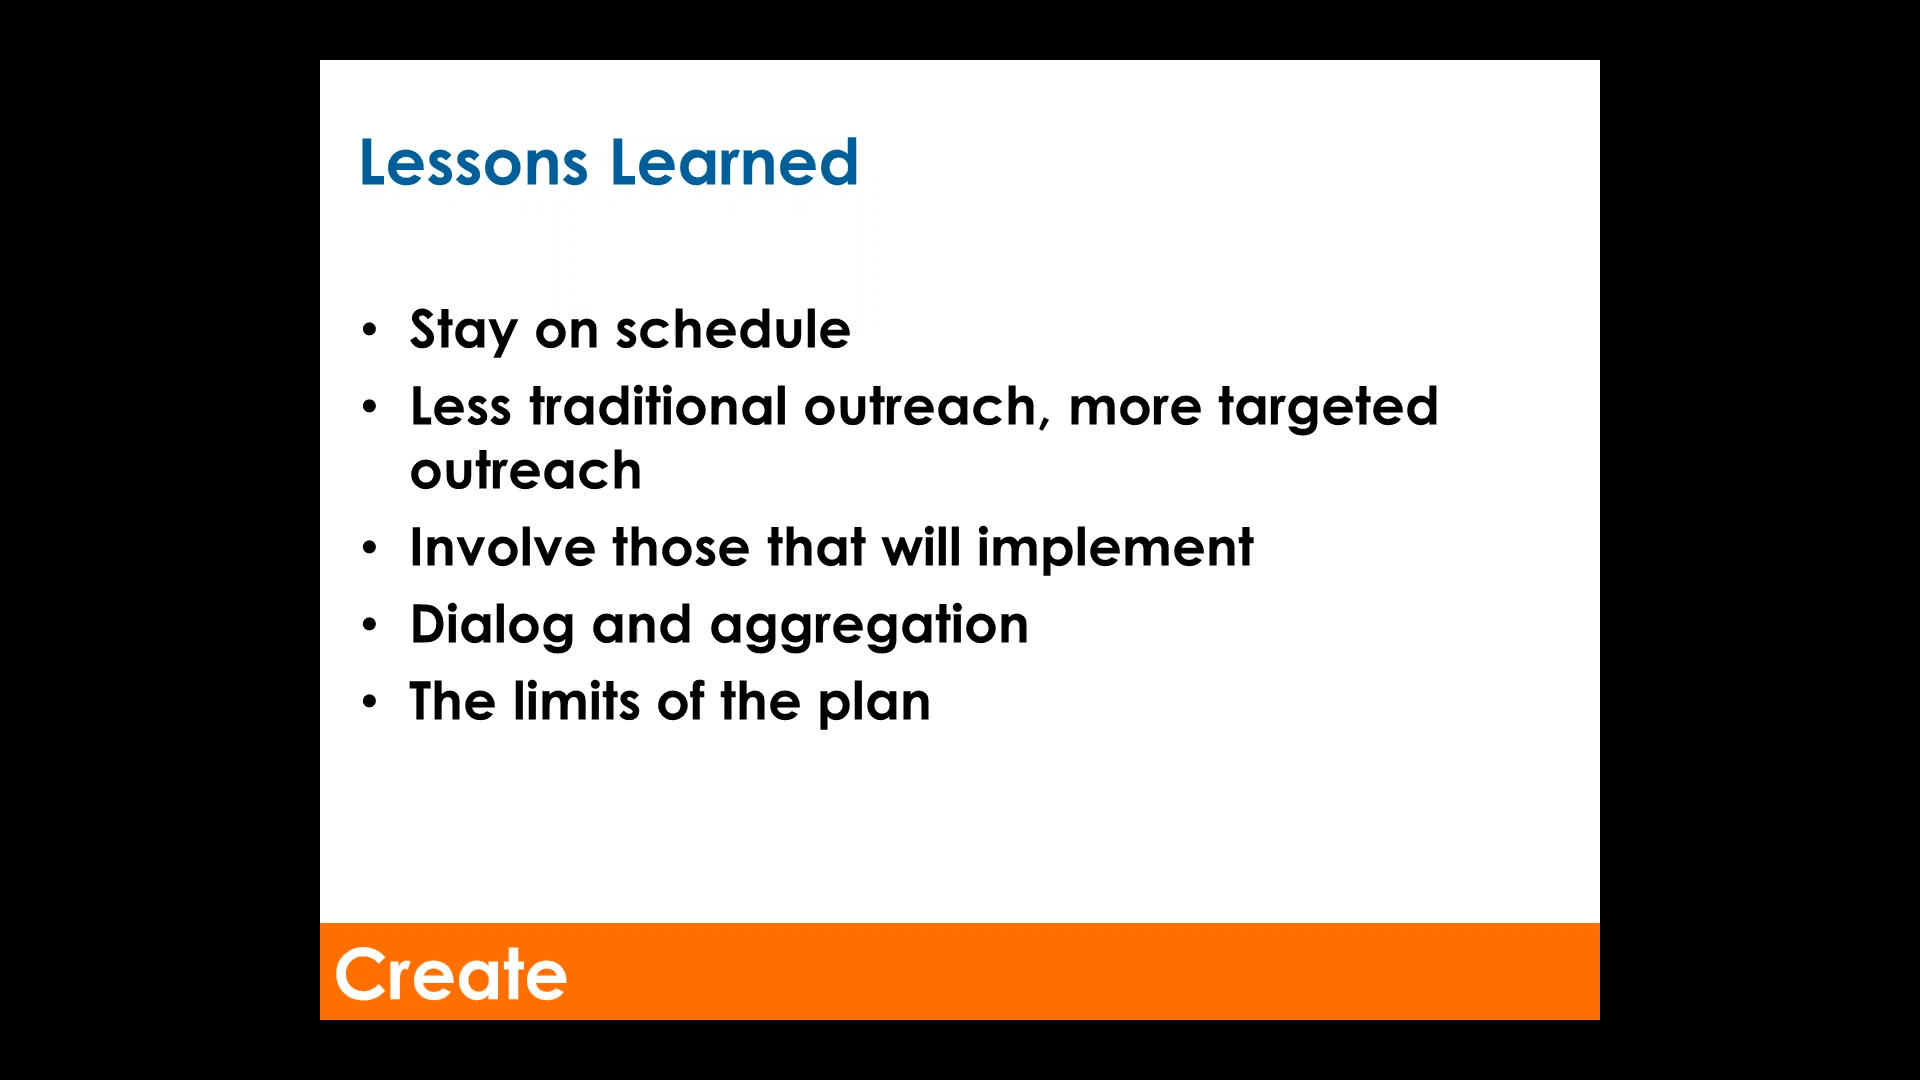 Lessons Learned
• Stay on schedule
• Less traditional outreach, more targeted
outreach
• Involve those that will implement
• Dialog and aggregation
• The limits of the plan
Create